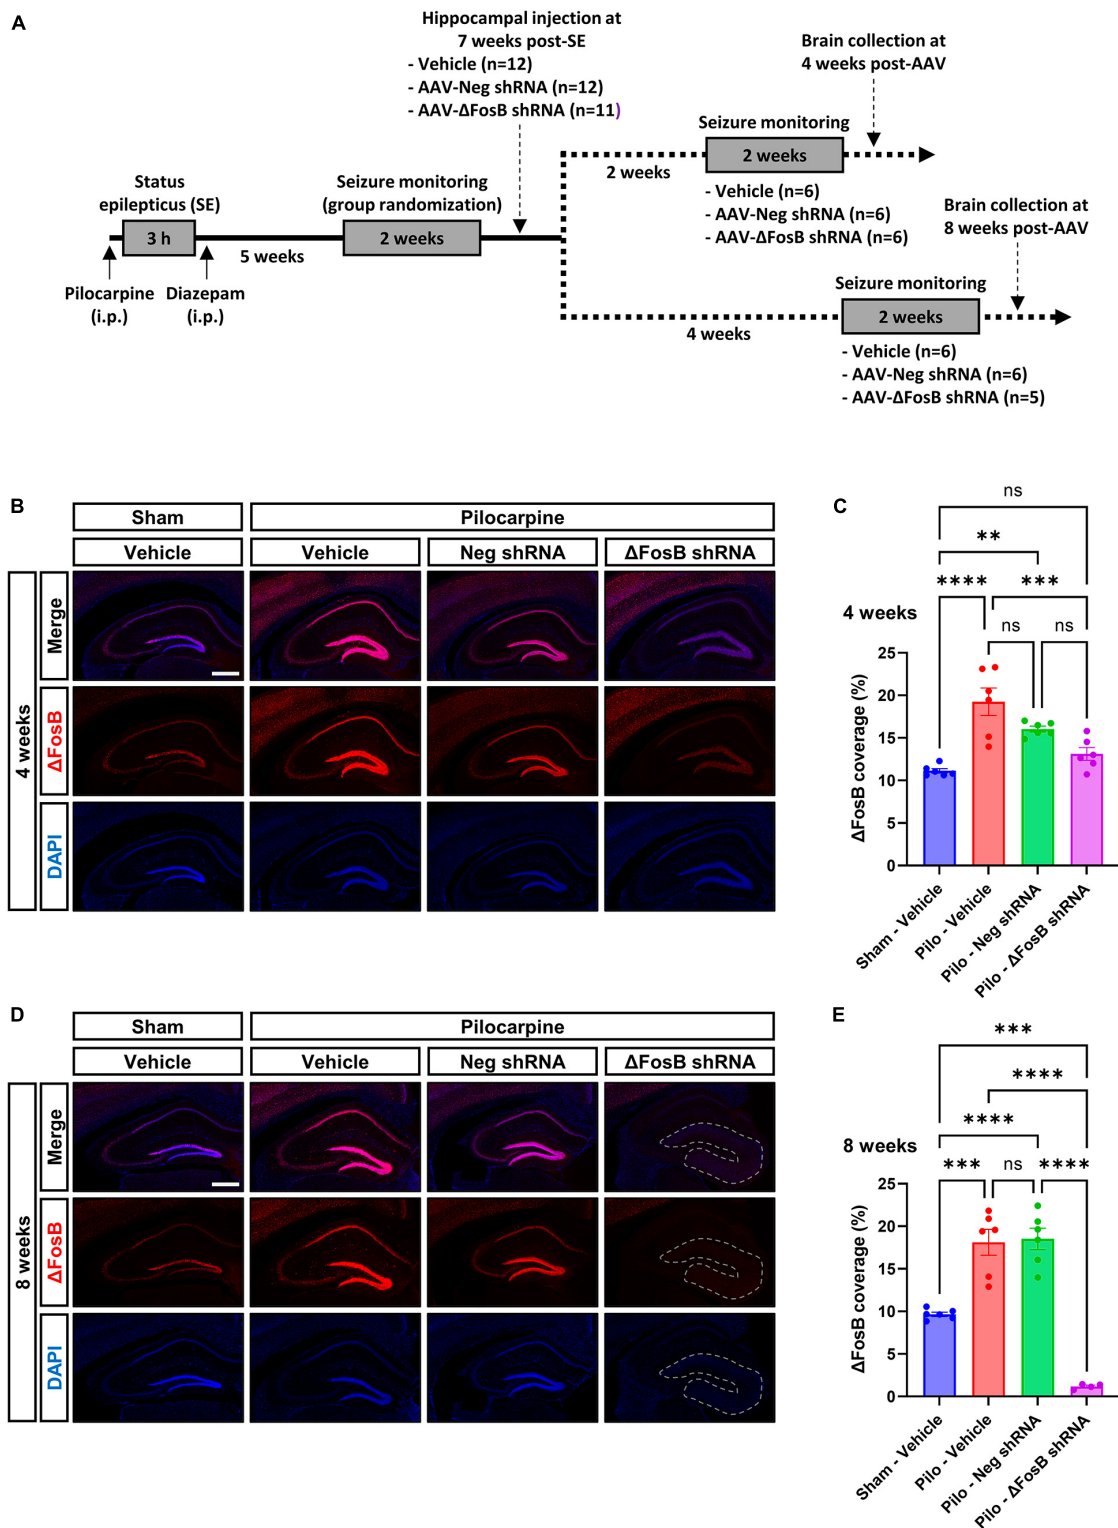 A
Hippocampal injection at
7 weeks post-SE
- Vehicle (n=12)
- AAV-Neg shRNA (n=12)
- AAV-ΔFosB shRNA (n=11)
Brain collection at
4 weeks post-AAV
Seizure monitoring
2 weeks
2 weeks
- Vehicle (n=6)
- AAV-Neg shRNA (n=6)
- AAV-ΔFosB shRNA (n=6)
Status
epilepticus (SE)
3 h
5 weeks
Seizure monitoring
(group randomization)
2 weeks
Pilocarpine
(i.p.)
Diazepam
(i.p.)
Brain collection at
8 weeks post-AAV
Seizure monitoring
2 weeks
4 weeks
- Vehicle (n=6)
- AAV-Neg shRNA (n=6)
- AAV-ΔFosB shRNA (n=5)
B
Sham
Pilocarpine
Vehicle
Vehicle
Neg shRNA
ΔFosB shRNA
4 weeks
Merge
ΔFosB
DAPI
C
ns
**
**** ***
4 weeks
ns ns
ΔFosB coverage (%)
25
20
15
10
5
0
Sham - Vehicle
Pilo - Vehicle
Pilo - Neg shRNA
Pilo - ΔFosB shRNA
D
Sham
Pilocarpine
Vehicle
Vehicle
Neg shRNA
ΔFosB shRNA
8 weeks
Merge
ΔFosB
DAPI
E
***
****
****
8 weeks
*** ns ****
ΔFosB coverage (%)
25
20
15
10
5
0
Sham - Vehicle
Pilo - Vehicle
Pilo - Neg shRNA
Pilo - ΔFosB shRNA